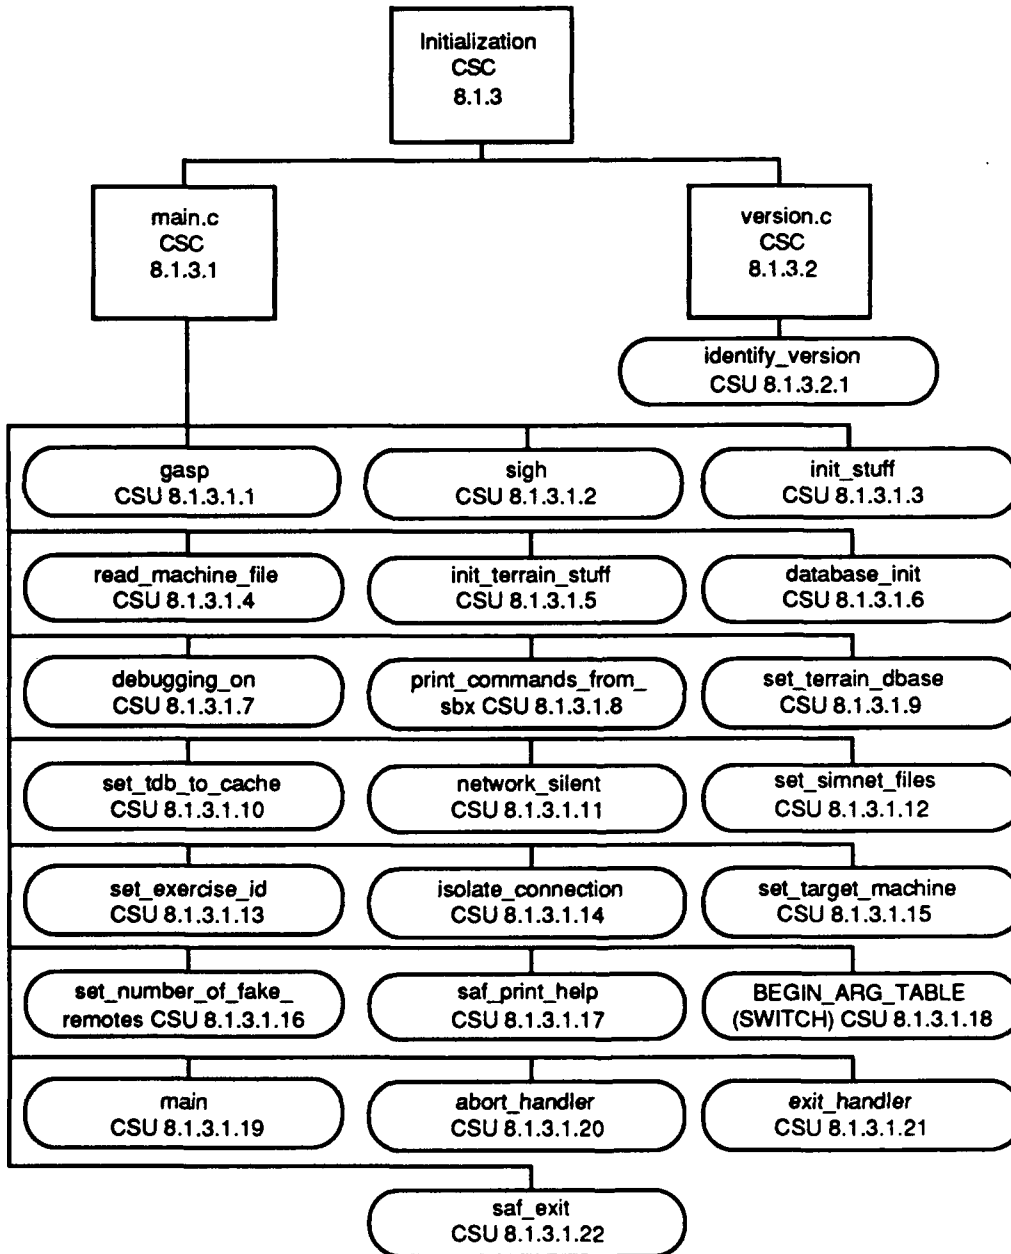 Initialization
CSC
8.1.3
main.c
CSC
8.1.3.1
version.c
CSC
8.1.3.2
identify_version
CSU 8.1.3.2.1
gasp
CSU 8.1.3.1.1
sigh
CSU 8.1.3.1.2
init_stuff
CSU 8.1.3.1.3
read_machine_file
CSU 8.1.3.1.4
init_terrain_stuff
CSU 8.1.3.1.5
database_init
CSU 8.1.3.1.6
debugging_on
CSU 8.1.3.1.7
print_commands_from_
sbx CSU 8.1.3.1.8
set_terrain_dbase
CSU 8.1.3.1.9
set_tdb_to_cache
CSU 8.1.3.1.10
network_silent
CSU 8.1.3.1.11
set_simnet_files
CSU 8.1.3.1.12
set_exercise_id
CSU 8.1.3.1.13
isolate_connection
CSU 8.1.3.1.14
set_target_machine
CSU 8.1.3.1.15
set_number_of_fake_
remotes CSU 8.1.3.1.16
saf_print_help
CSU 8.1.3.1.17
BEGIN_ARG_TABLE
(SWITCH) CSU 8.1.3.1.18
main
CSU 8.1.3.1.19
abort_handler
CSU 8.1.3.1.20
exit_handler
CSU 8.1.3.1.21
saf_exit
CSU 8.1.3.1.22